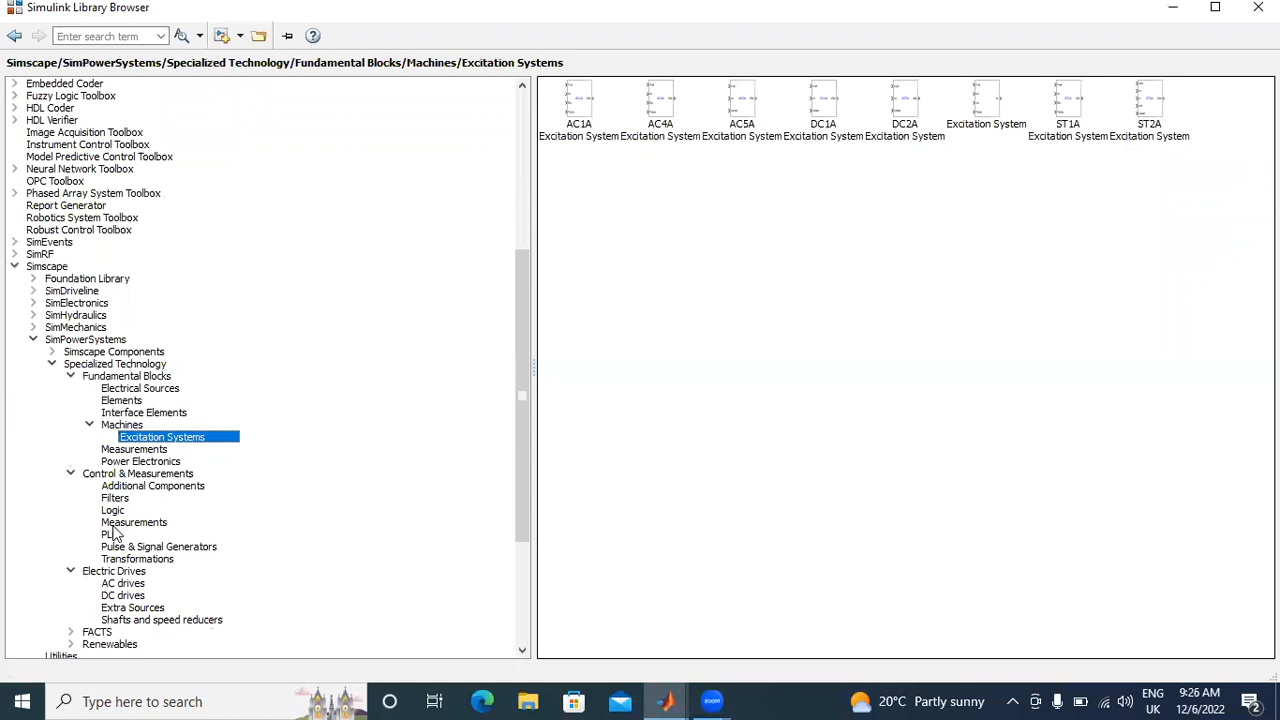 Simulink Library Browser
Enter search term
Simscape/SimPowerSystems/Specialized Technology/Fundamental Blocks/Machines/Excitation Systems
Embedded Coder
Fuzzy Logic Toolbox
HDL Coder
HDL Verifier
Image Acquisition Toolbox
Instrument Control Toolbox
Model Predictive Control Toolbox
Neural Network Toolbox
OPC Toolbox
Phased Array System Toolbox
Report Generator
Robotics System Toolbox
Robust Control Toolbox
SimEvents
SimRF
Simscape
Foundation Library
SimDriveline
SimElectronics
SimHydraulics
SimMechanics
SimPowerSystems
Simscape Components
Specialized Technology
Fundamental Blocks
Electrical Sources
Elements
Interface Elements
Machines
Excitation Systems
Measurements
Power Electronics
Control & Measurements
Additional Components
Filters
Logic
Measurements
Pulse & Signal Generators
Transformations
Electric Drives
AC drives
DC drives
Extra Sources
Shafts and speed reducers
FACTS
Renewables
Utilities
AC1A
Excitation System
AC4A
Excitation System
AC5A
Excitation System
DC1A
Excitation System
DC2A
Excitation System
Excitation System
ST1A
Excitation System
ST2A
Excitation System
Type here to search
zoom
20°C Partly sunny
ENG
UK
9:26 AM
12/6/2022
2